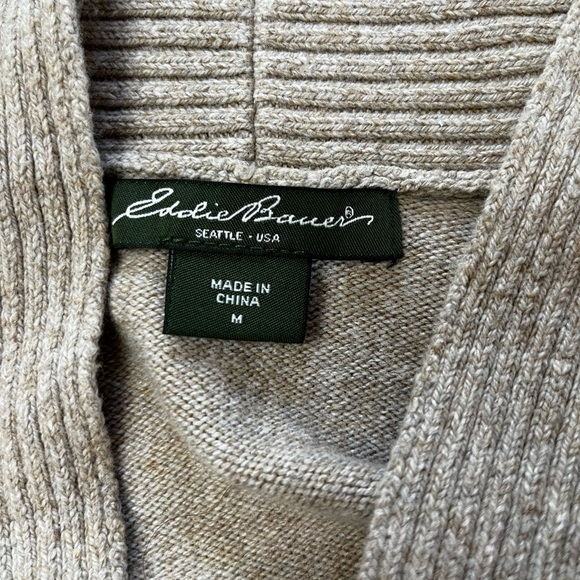 Eddie Bauer®
SEATTLE · USA
MADE IN
CHINA
M